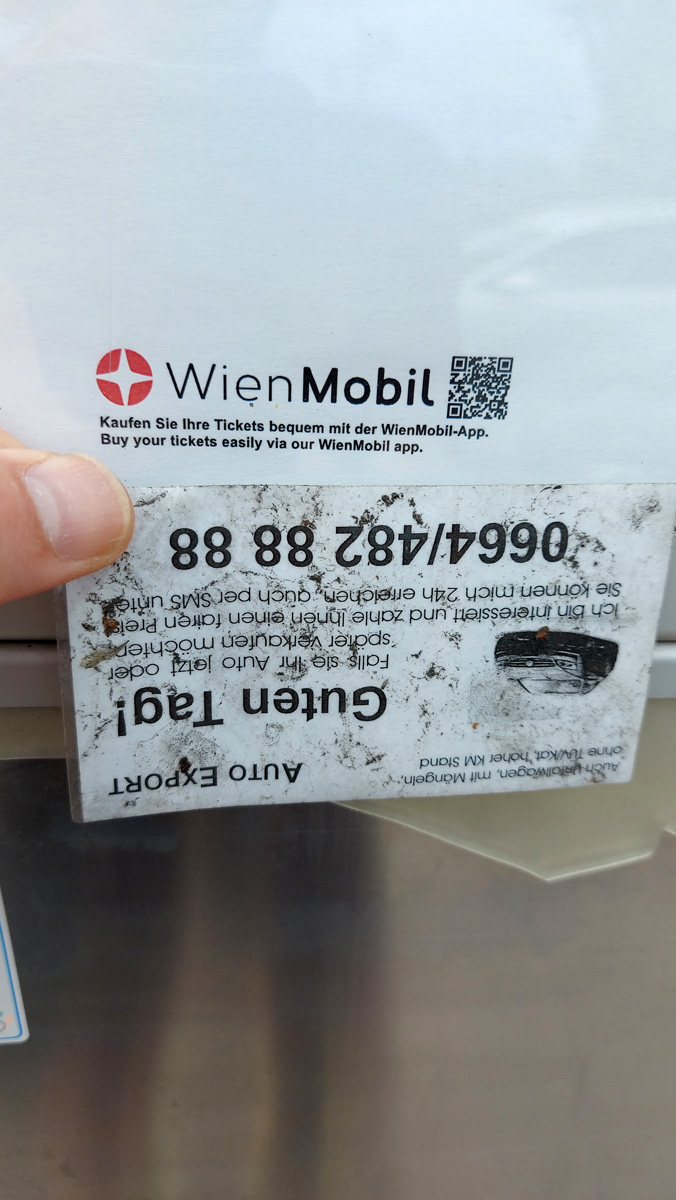 WienMobil
Kaufen Sie Ihre Tickets bequem mit der WienMobil-App.
Buy your tickets easily via our WienMobil app.
Auch Unfallwagen, mit Mängeln,
ohne TÜV/Kat, hoher KM Stand
AUTO EXPORT
Guten Tag!
Falls sie Ihr Auto jetzt oder
später verkaufen möchten,
Ich bin interessiert und zahle Ihnen einen fairen Preis
Sie können mich 24h erreichen, auch per SMS unter
0664/482 88 88